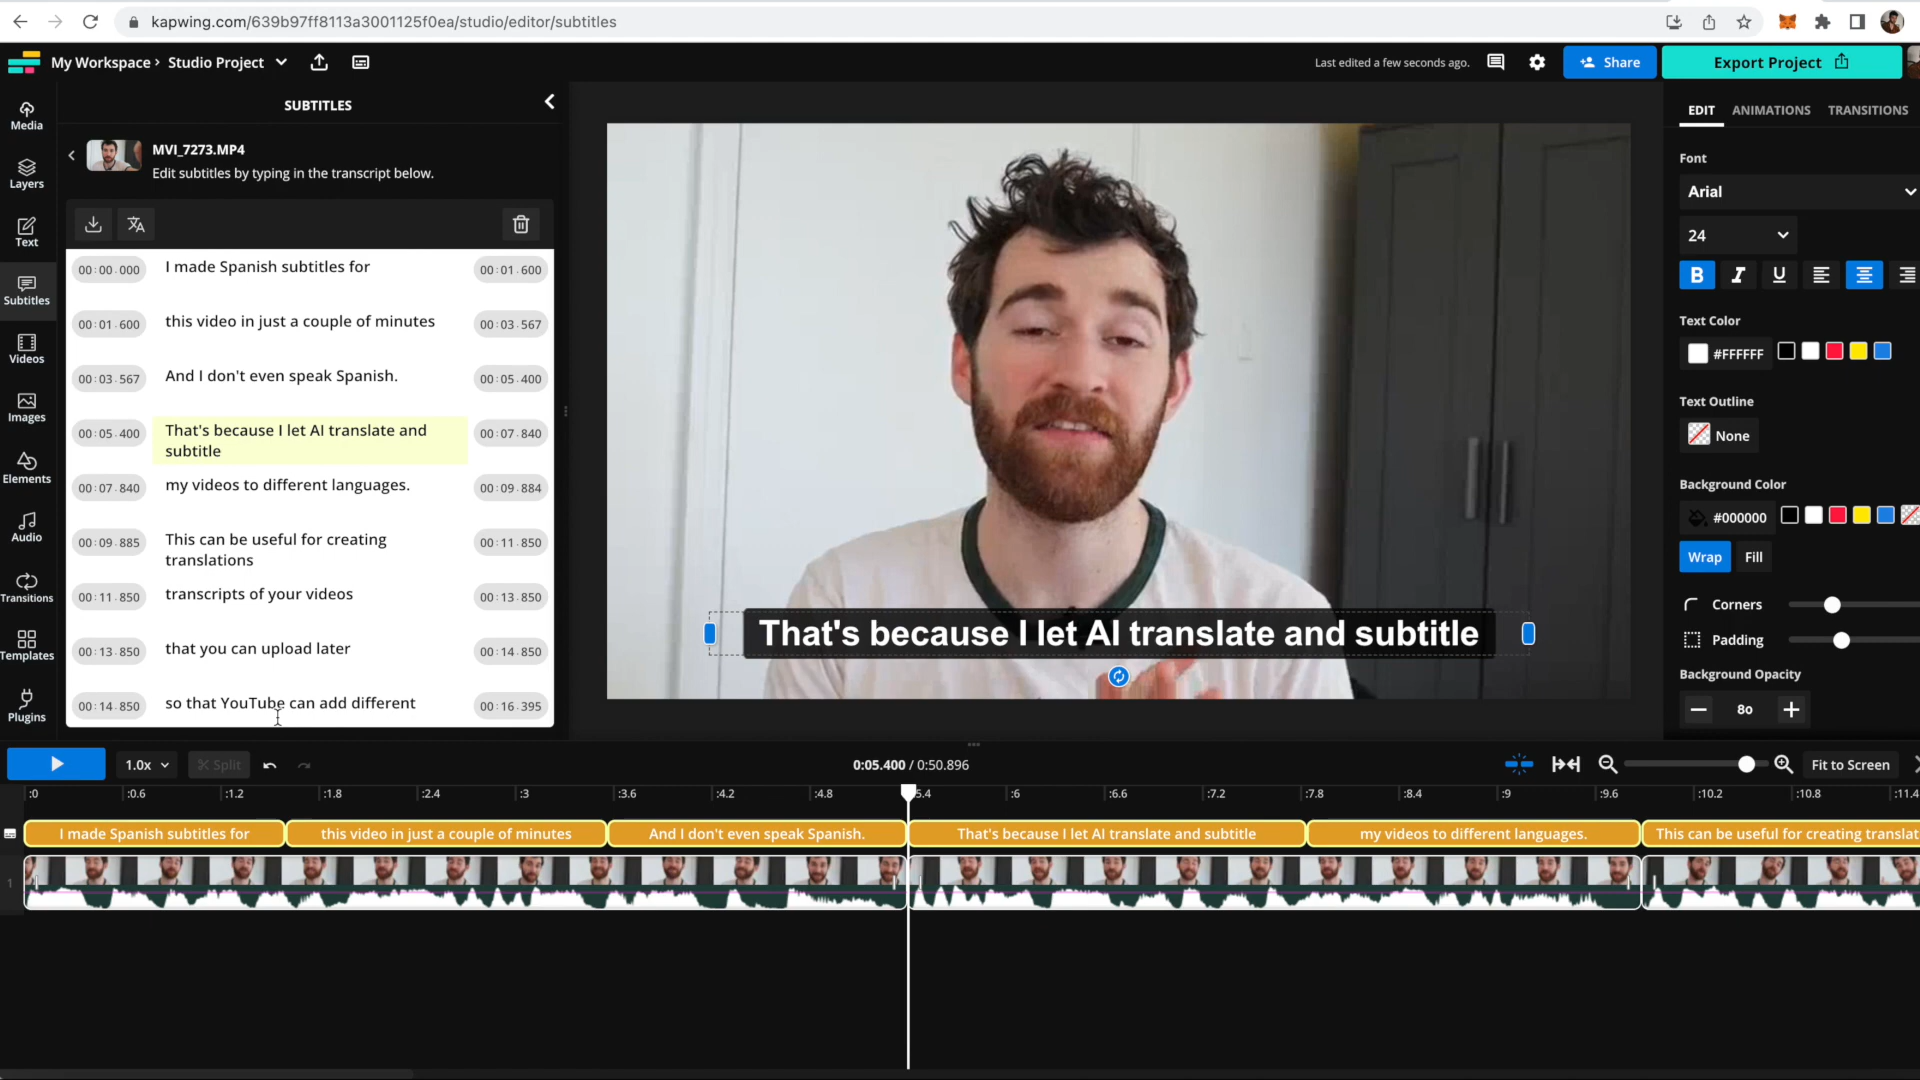 kapwing.com/639b97ff8113a3001125f0ea/studio/editor/subtitles
My Workspace › Studio Project
Last edited a few seconds ago.
Share
Export Project
Media
Layers
Text
Subtitles
Videos
Images
Elements
Audio
Transitions
Templates
Plugins
SUBTITLES
MVI_7273.MP4
Edit subtitles by typing in the transcript below.
00:00.000 I made Spanish subtitles for 00:01.600
00:01.600 this video in just a couple of minutes 00:03.567
00:03.567 And I don't even speak Spanish. 00:05.400
00:05.400 That's because I let AI translate and 00:07.840
subtitle
00:07.840 my videos to different languages. 00:09.884
00:09.885 This can be useful for creating 00:11.850
translations
00:11.850 transcripts of your videos 00:13.850
00:13.850 that you can upload later 00:14.850
00:14.850 so that YouTube can add different 00:16.395
That's because I let AI translate and subtitle
EDIT ANIMATIONS TRANSITIONS
Font
Arial
24
B I U
Text Color
#FFFFFF
Text Outline
None
Background Color
#000000
Wrap Fill
Corners
Padding
Background Opacity
80
1.0x Split 0:05.400 / 0:50.896 Fit to Screen
:0 :0.6 :1.2 :1.8 :2.4 :3 :3.6 :4.2 :4.8 5.4 :6 :6.6 :7.2 :7.8 :8.4 :9 :9.6 :10.2 :10.8 :11.4
I made Spanish subtitles for this video in just a couple of minutes And I don't even speak Spanish. That's because I let AI translate and subtitle my videos to different languages. This can be useful for creating translat
1